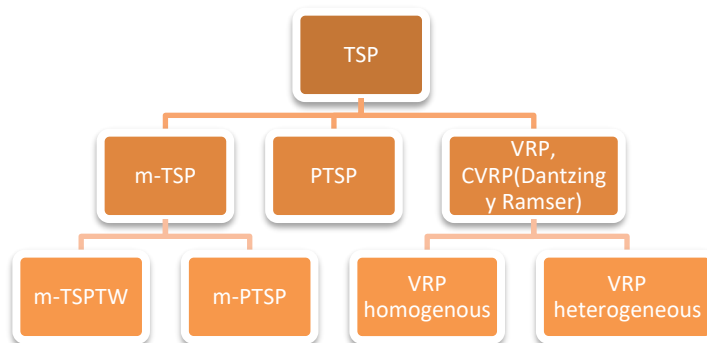 TSP
m-TSP
PTSP
VRP,
CVRP(Dantzing
y Ramser)
m-TSPTW
m-PTSP
VRP
homogenous
VRP
heterogeneous